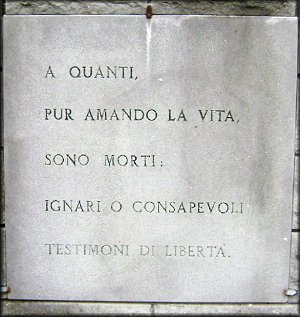 A QUANTI,
PUR AMANDO LA VITA,
SONO MORTI:
IGNARI O CONSAPEVOLI
TESTIMONI DI LIBERTÀ.